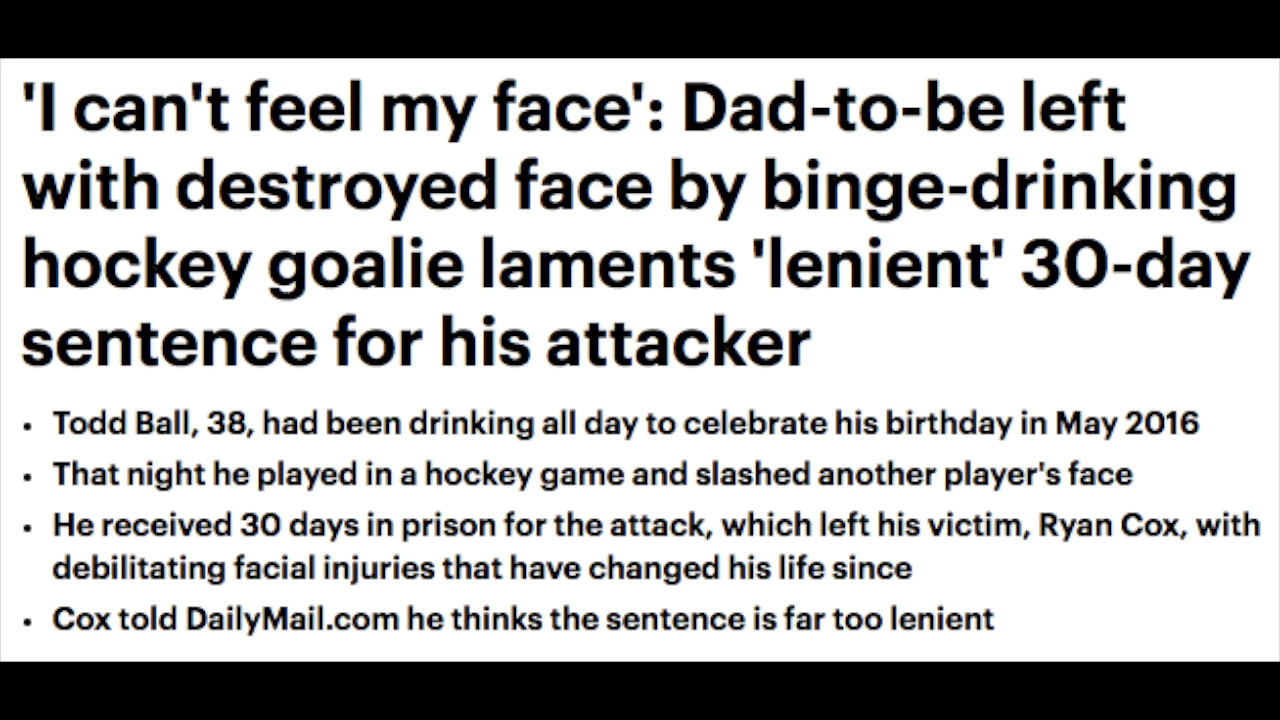 'I can't feel my face': Dad-to-be left
with destroyed face by binge-drinking
hockey goalie laments 'lenient' 30-day
sentence for his attacker
• Todd Ball, 38, had been drinking all day to celebrate his birthday in May 2016
• That night he played in a hockey game and slashed another player's face
• He received 30 days in prison for the attack, which left his victim, Ryan Cox, with
debilitating facial injuries that have changed his life since
• Cox told DailyMail.com he thinks the sentence is far too lenient